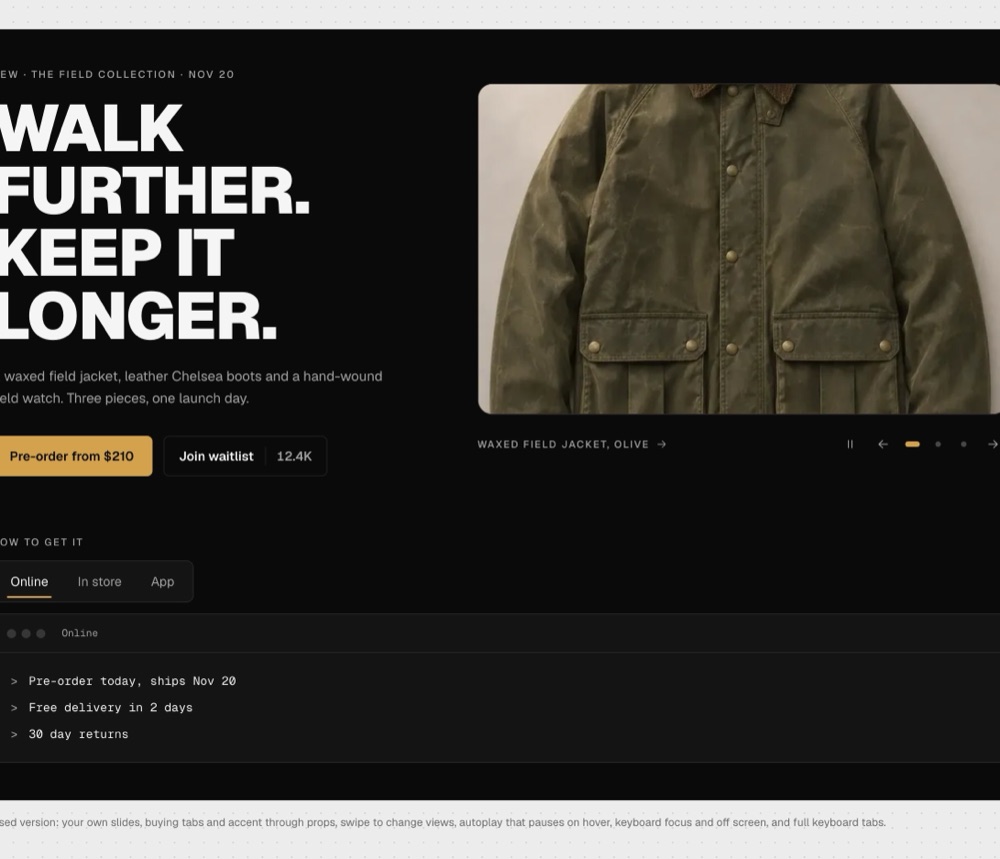 EW · THE FIELD COLLECTION · NOV 20
WALK
FURTHER.
KEEP IT
LONGER.
waxed field jacket, leather Chelsea boots and a hand-wound
eld watch. Three pieces, one launch day.
Pre-order from $210
Join waitlist 12.4K
WAXED FIELD JACKET, OLIVE →
OW TO GET IT
Online In store App
Online
> Pre-order today, ships Nov 20
> Free delivery in 2 days
> 30 day returns
sed version: your own slides, buying tabs and accent through props, swipe to change views, autoplay that pauses on hover, keyboard focus and off screen, and full keyboard tabs.